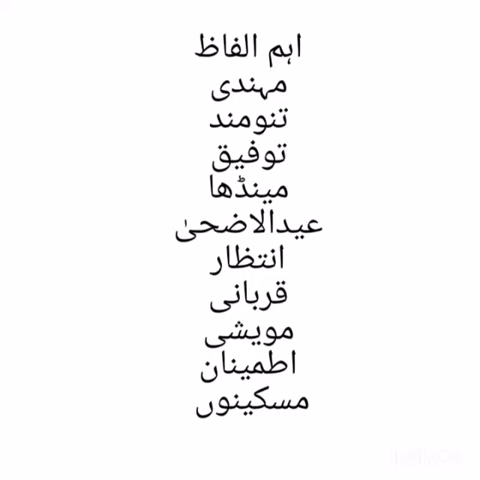 اہم الفاظ
مہندی
تنومند
توفیق
مینڈھا
عیدالاضحیٰ
انتظار
قربانی
مویشی
اطمینان
مسکینوں